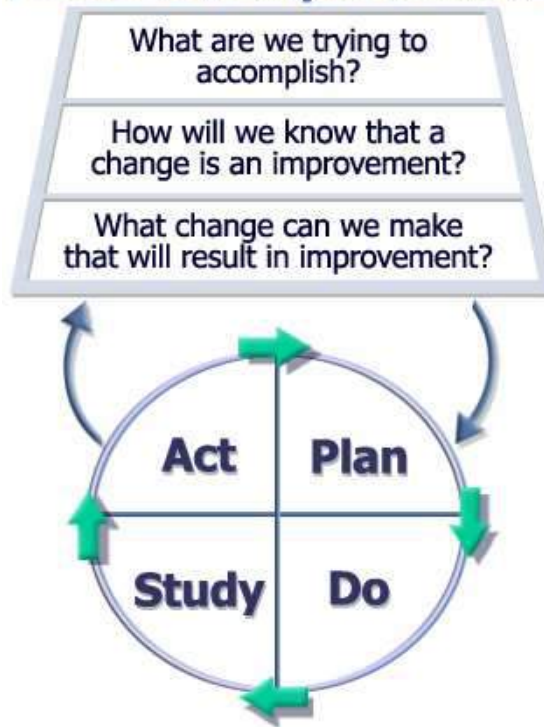 What are we trying to
accomplish?
How will we know that a
change is an improvement?
What change can we make
that will result in improvement?
Act
Plan
Study
Do